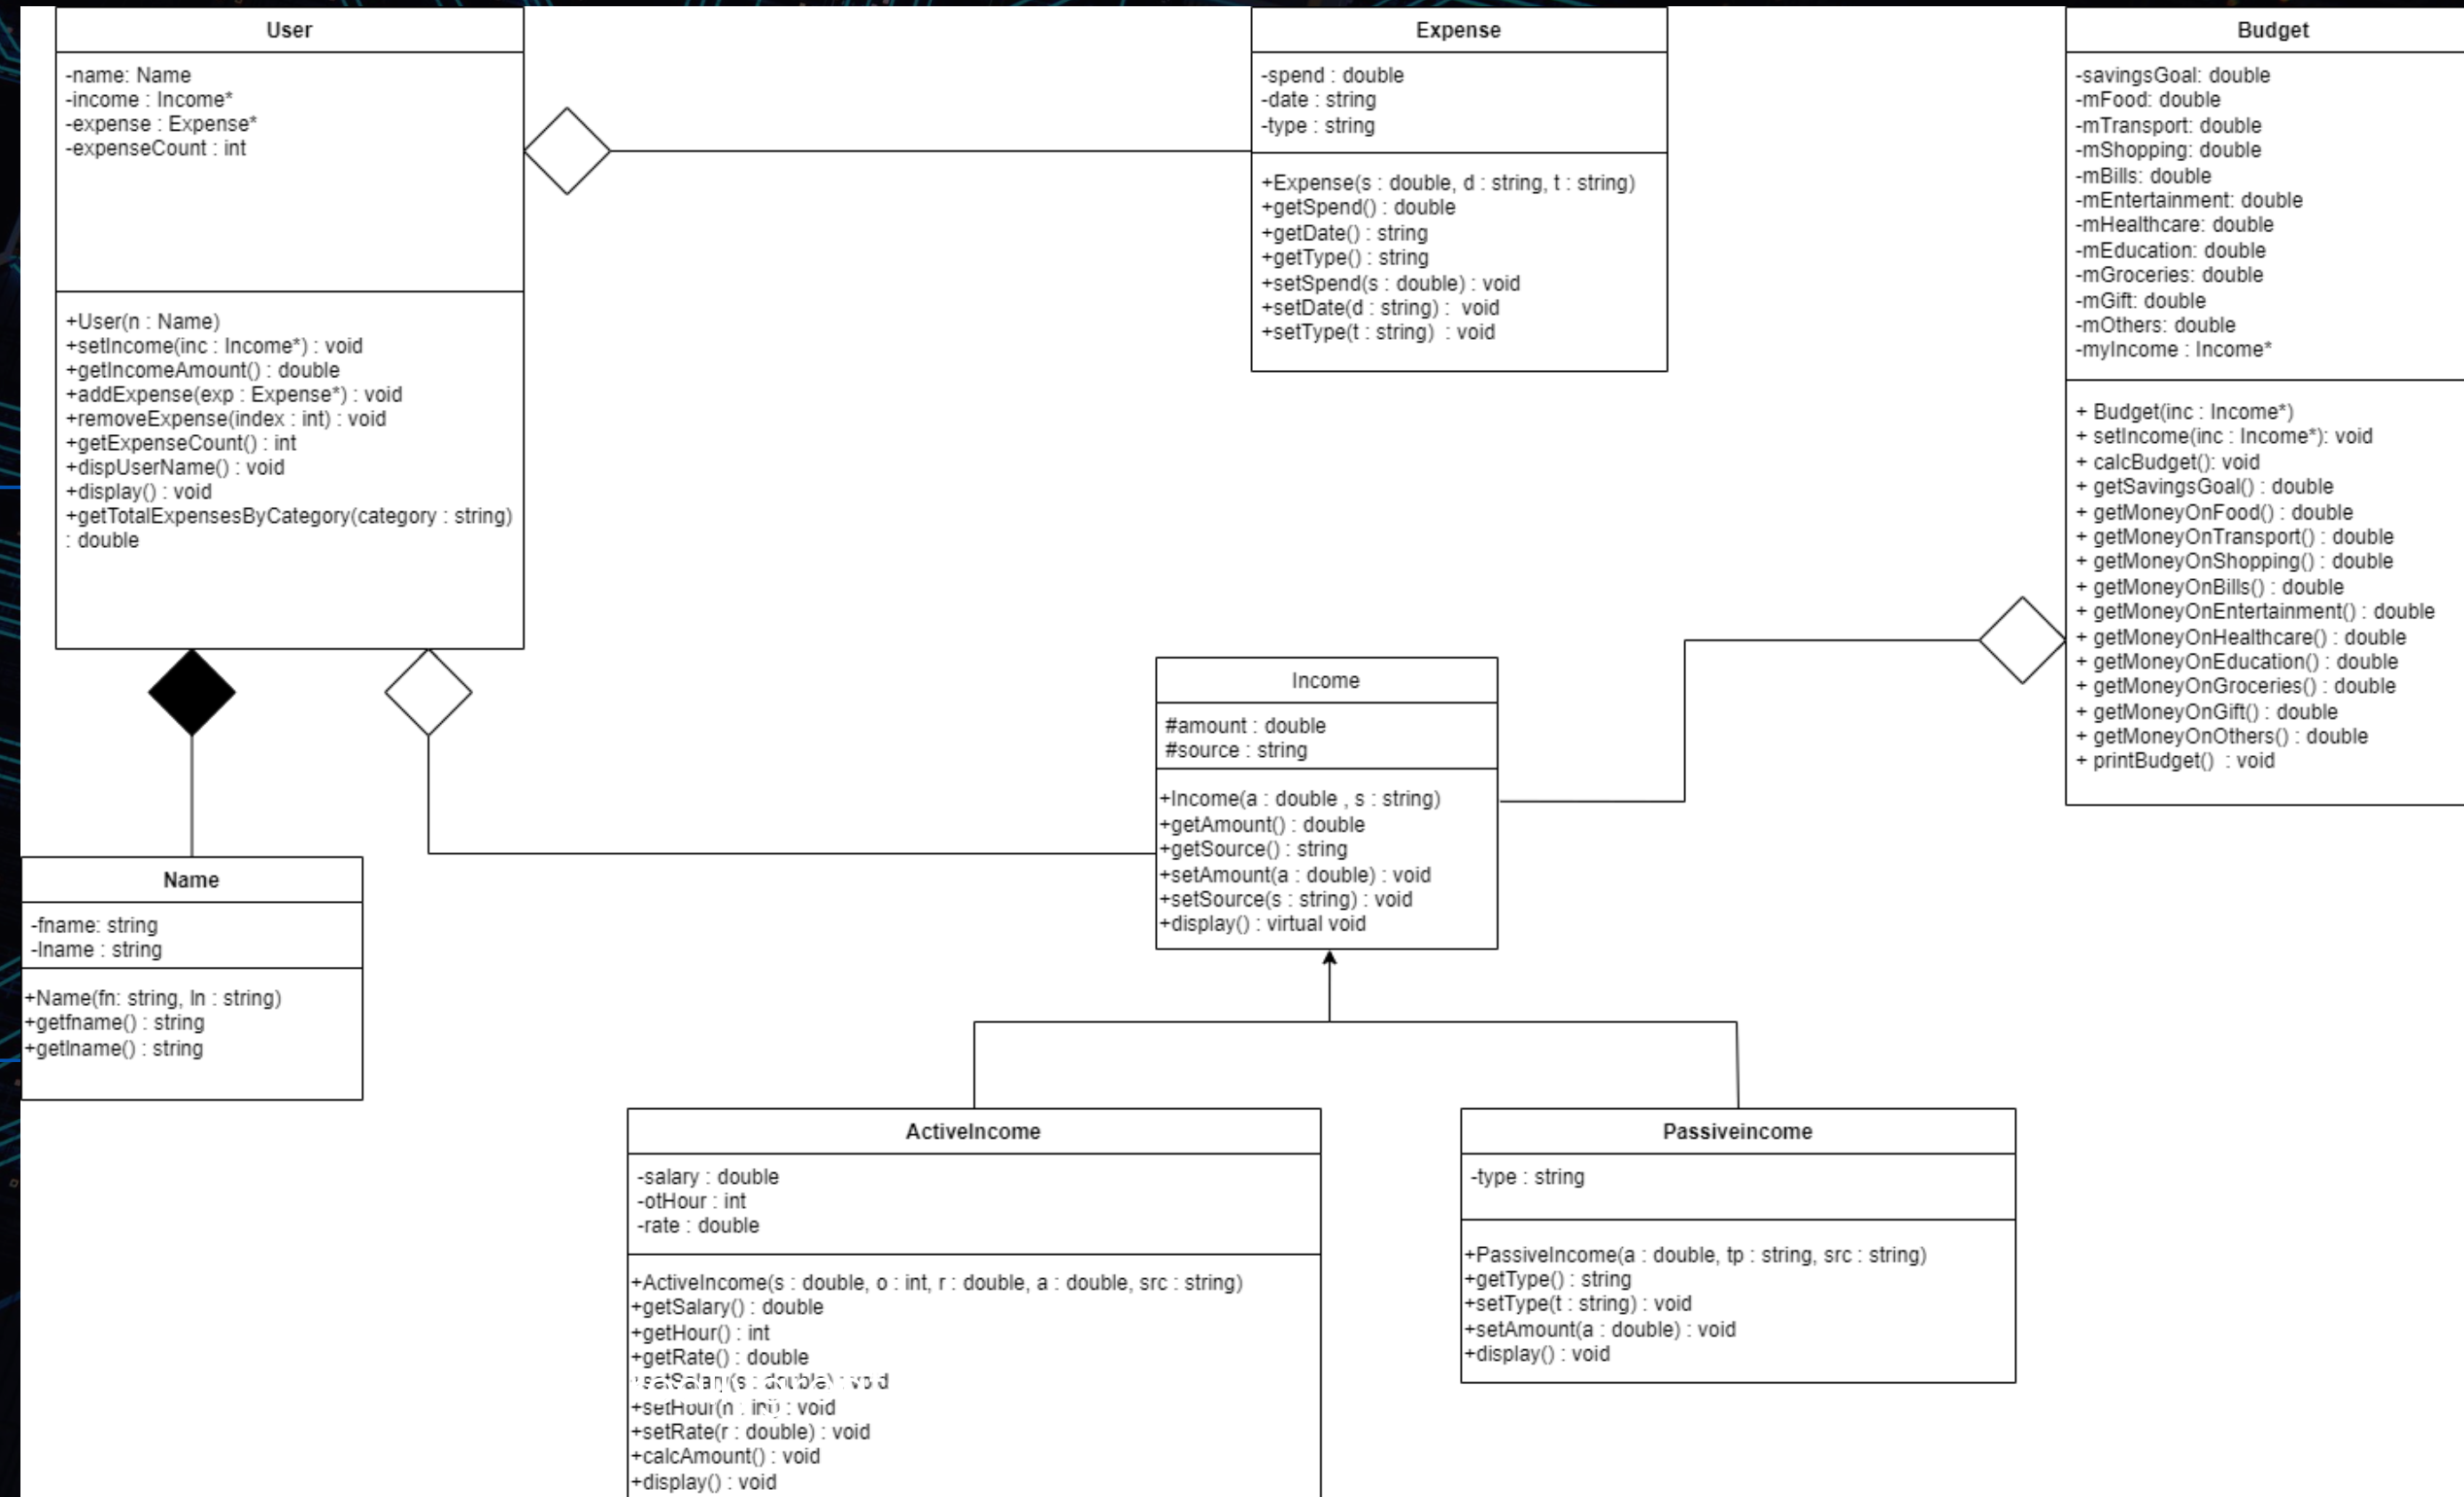 User
-name: Name
-income : Income*
-expense : Expense*
-expenseCount : int
+User(n : Name)
+setIncome(inc : Income*) : void
+getIncomeAmount() : double
+addExpense(exp : Expense*) : void
+removeExpense(index : int) : void
+getExpenseCount() : int
+dispUserName() : void
+display() : void
+getTotalExpensesByCategory(category : string)
: double
Expense
-spend : double
-date : string
-type : string
+Expense(s : double, d : string, t : string)
+getSpend() : double
+getDate() : string
+getType() : string
+setSpend(s : double) : void
+setDate(d : string) : void
+setType(t : string) : void
Budget
-savingsGoal: double
-mFood: double
-mTransport: double
-mShopping: double
-mBills: double
-mEntertainment: double
-mHealthcare: double
-mEducation: double
-mGroceries: double
-mGift: double
-mOthers: double
-myIncome : Income*
+ Budget(inc : Income*)
+ setIncome(inc : Income*): void
+ calcBudget(): void
+ getSavingsGoal() : double
+ getMoneyOnFood() : double
+ getMoneyOnTransport() : double
+ getMoneyOnShopping() : double
+ getMoneyOnBills() : double
+ getMoneyOnEntertainment() : double
+ getMoneyOnHealthcare() : double
+ getMoneyOnEducation() : double
+ getMoneyOnGroceries() : double
+ getMoneyOnGift() : double
+ getMoneyOnOthers() : double
+ printBudget() : void
Income
#amount : double
#source : string
+Income(a : double , s : string)
+getAmount() : double
+getSource() : string
+setAmount(a : double) : void
+setSource(s : string) : void
+display() : virtual void
Name
-fname: string
-lname : string
+Name(fn: string, ln : string)
+getfname() : string
+getlname() : string
ActiveIncome
-salary : double
-otHour : int
-rate : double
+ActiveIncome(s : double, o : int, r : double, a : double, src : string)
+getSalary() : double
+getHour() : int
+getRate() : double
+setSalary(s : double) : void
+setHour(n : int) : void
+setRate(r : double) : void
+calcAmount() : void
+display() : void
Passiveincome
-type : string
+PassiveIncome(a : double, tp : string, src : string)
+getType() : string
+setType(t : string) : void
+setAmount(a : double) : void
+display() : void